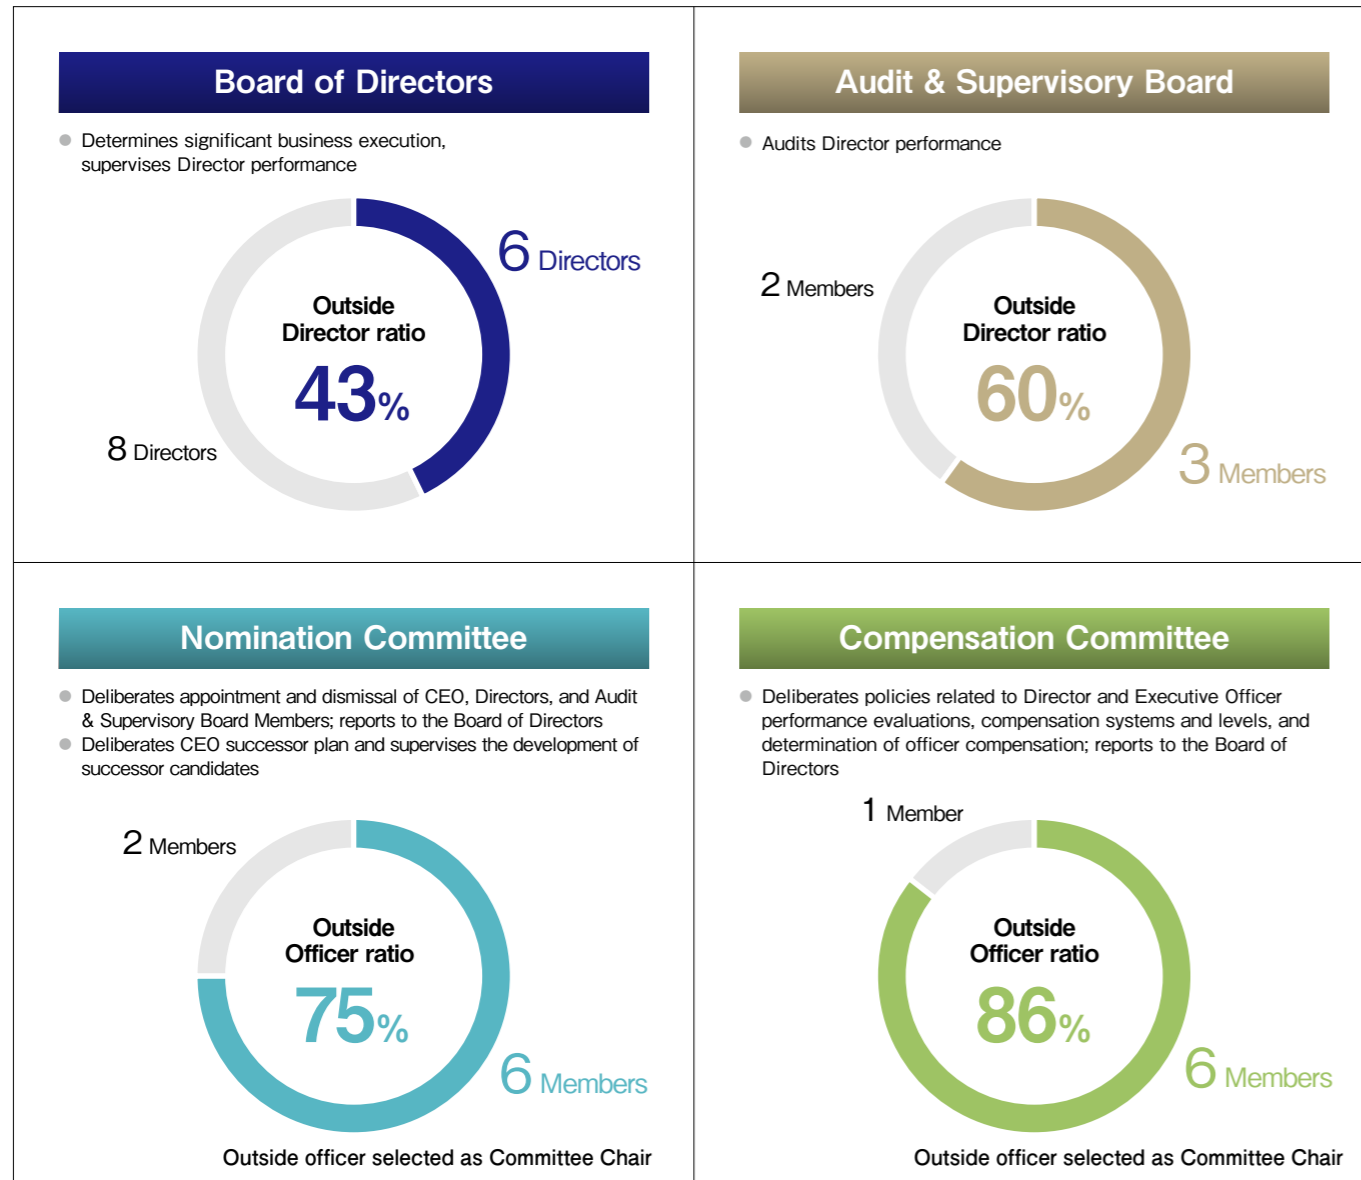 Board of Directors
Determines significant business execution,
supervises Director performance
6 Directors
Outside
Director ratio
43%
8 Directors
Audit & Supervisory Board
Audits Director performance
2 Members
Outside
Director ratio
60%
3 Members
Nomination Committee
Deliberates appointment and dismissal of CEO, Directors, and Audit
& Supervisory Board Members; reports to the Board of Directors
Deliberates CEO successor plan and supervises the development of
successor candidates
2 Members
Outside
Officer ratio
75%
6 Members
Outside officer selected as Committee Chair
Compensation Committee
Deliberates policies related to Director and Executive Officer
performance evaluations, compensation systems and levels, and
determination of officer compensation; reports to the Board of
Directors
1 Member
Outside
Officer ratio
86%
6 Members
Outside officer selected as Committee Chair